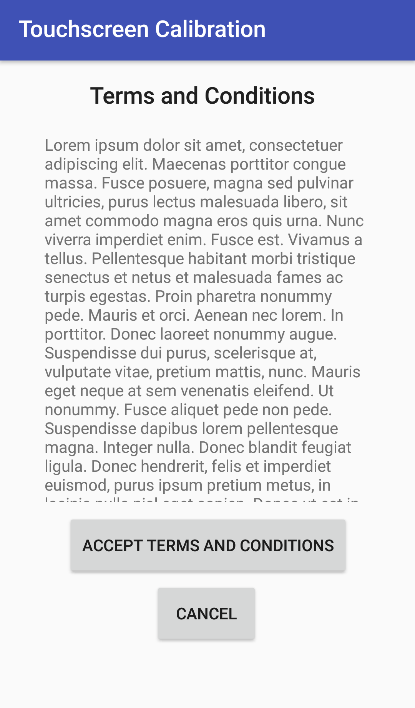 Touchscreen Calibration
Terms and Conditions
Lorem ipsum dolor sit amet, consectetuer
adipiscing elit. Maecenas porttitor congue
massa. Fusce posuere, magna sed pulvinar
ultricies, purus lectus malesuada libero, sit
amet commodo magna eros quis urna. Nunc
viverra imperdiet enim. Fusce est. Vivamus a
tellus. Pellentesque habitant morbi tristique
senectus et netus et malesuada fames ac
turpis egestas. Proin pharetra nonummy
pede. Mauris et orci. Aenean nec lorem. In
porttitor. Donec laoreet nonummy augue.
Suspendisse dui purus, scelerisque at,
vulputate vitae, pretium mattis, nunc. Mauris
eget neque at sem venenatis eleifend. Ut
nonummy. Fusce aliquet pede non pede.
Suspendisse dapibus lorem pellentesque
magna. Integer nulla. Donec blandit feugiat
ligula. Donec hendrerit, felis et imperdiet
euismod, purus ipsum pretium metus, in
ACCEPT TERMS AND CONDITIONS
CANCEL